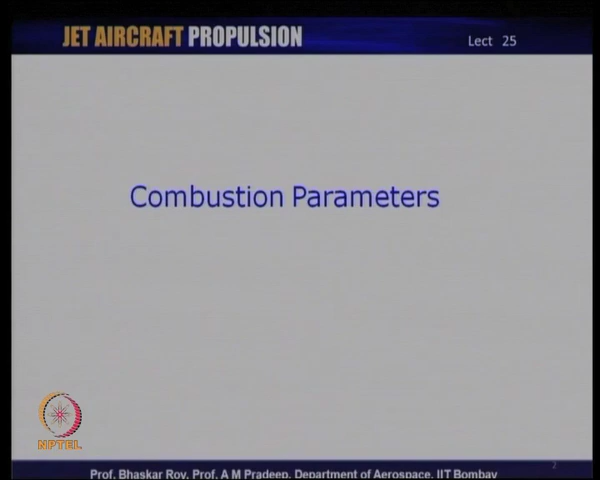 JET AIRCRAFT PROPULSION
Lect 25
Combustion Parameters
NPTEL
2
Prof. Bhaskar Roy, Prof. A M Pradeep, Department of Aerospace, IIT Bombay